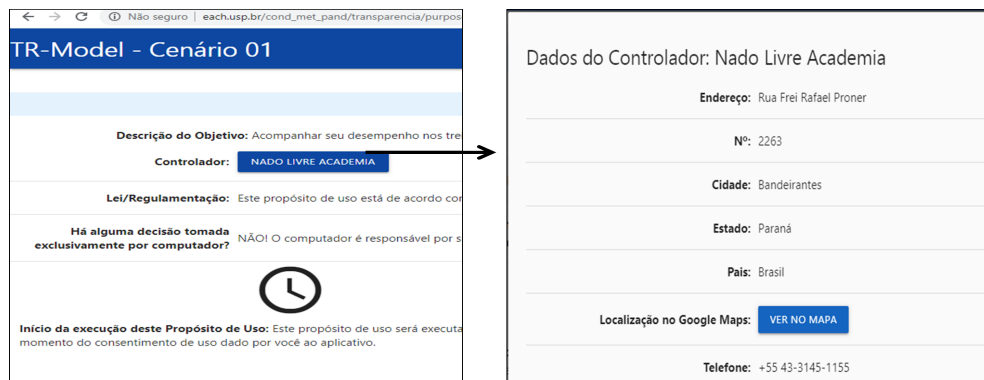 Não seguro | each.usp.br/cond_met_pand/transparencia/purpos
TR-Model - Cenário 01
Descrição do Objetivo: Acompanhar seu desempenho nos tre
Controlador: NADO LIVRE ACADEMIA
Lei/Regulamentação: Este propósito de uso está de acordo cor
Há alguma decisão tomada
exclusivamente por computador? NÃO! O computador é responsável por s
Início da execução deste Propósito de Uso: Este propósito de uso será executa
momento do consentimento de uso dado por você ao aplicativo.
Dados do Controlador: Nado Livre Academia
Endereço: Rua Frei Rafael Proner
Nº: 2263
Cidade: Bandeirantes
Estado: Paraná
País: Brasil
Localização no Google Maps: VER NO MAPA
Telefone: +55 43-3145-1155